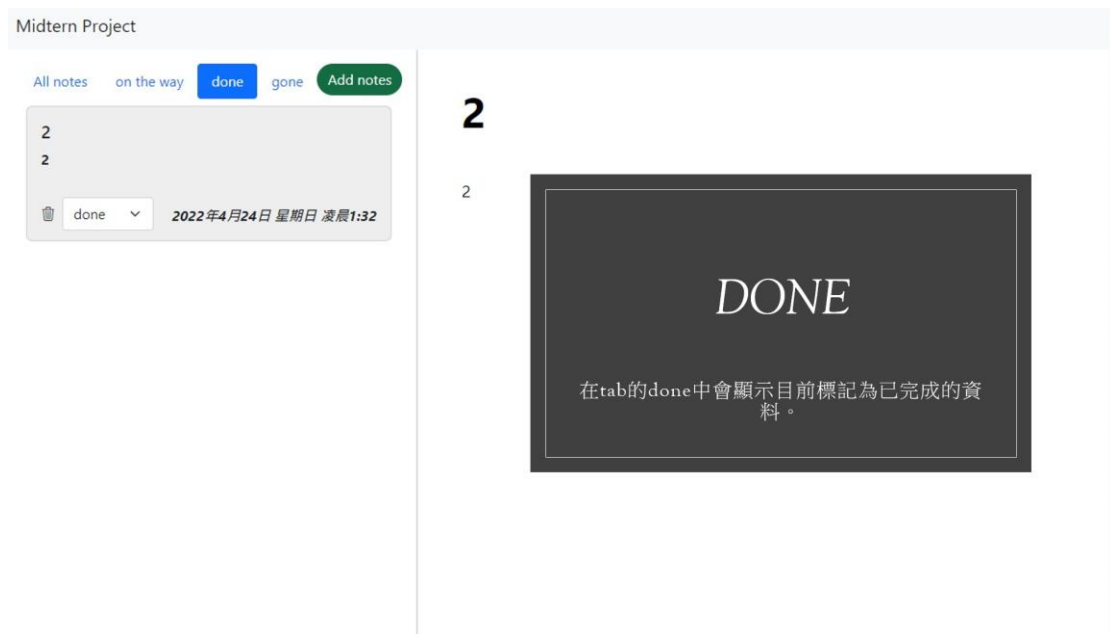 Midtern Project
All notes on the way done gone Add notes
2
2
done 2022年4月24日 星期日 凌晨1:32
2
2
DONE
在tab的done中會顯示目前標記為已完成的資
料。